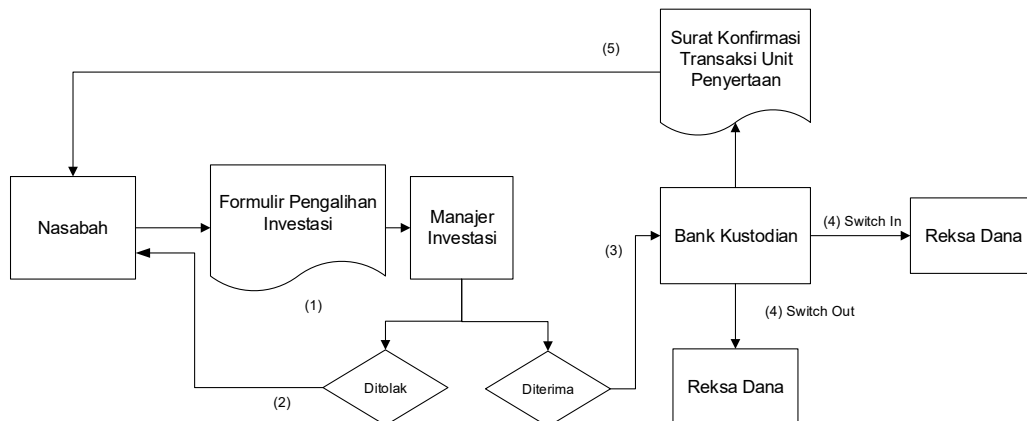 Surat Konfirmasi
Transaksi Unit
Penyertaan
(5)
Nasabah
Formulir Pengalihan
Investasi
Manajer
Investasi
Bank Kustodian
(4) Switch In
Reksa Dana
(3)
(1)
(4) Switch Out
Ditolak
Diterima
Reksa Dana
(2)